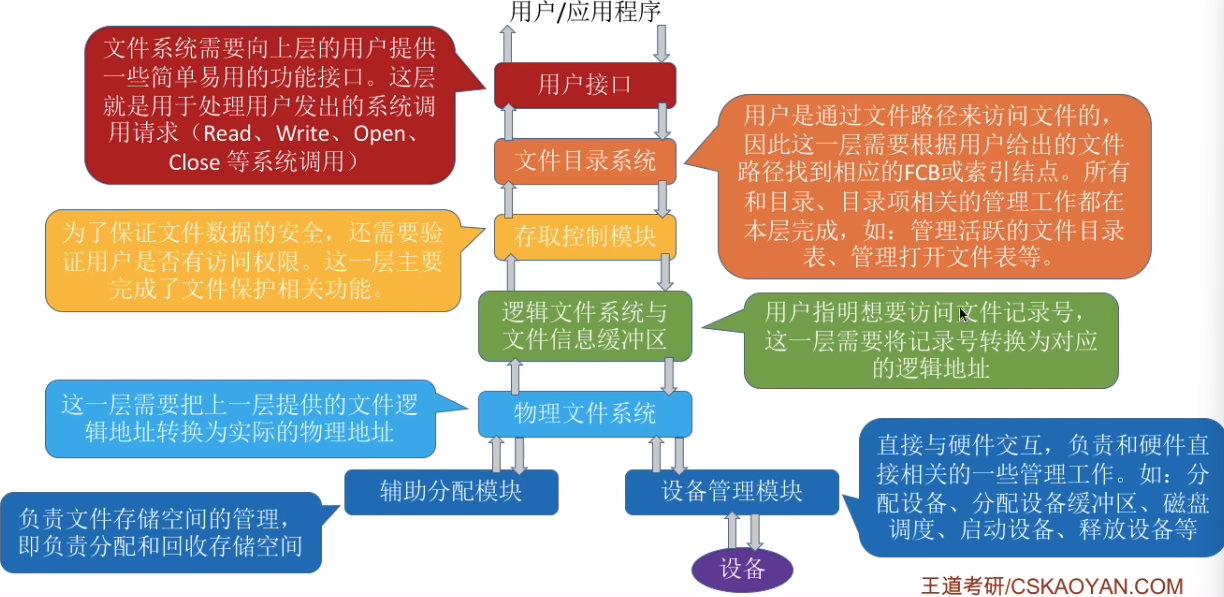 用户/应用程序
文件系统需要向上层的用户提供
一些简单易用的功能接口。这层
就是用于处理用户发出的系统调
用请求（Read、Write、Open、
Close 等系统调用）
用户接口
用户是通过文件路径来访问文件的，
因此这一层需要根据用户给出的文件
路径找到相应的FCB或索引结点。所有
和目录、目录项相关的管理工作都在
本层完成，如：管理活跃的文件目录
表、管理打开文件表等。
文件目录系统
为了保证文件数据的安全，还需要验
证用户是否有访问权限。这一层主要
完成了文件保护相关功能。
存取控制模块
逻辑文件系统与
文件信息缓冲区
用户指明想要访问文件记录号，
这一层需要将记录号转换为对应
的逻辑地址
这一层需要把上一层提供的文件逻
辑地址转换为实际的物理地址
物理文件系统
辅助分配模块
设备管理模块
直接与硬件交互，负责和硬件直
接相关的一些管理工作。如：分
配设备、分配设备缓冲区、磁盘
调度、启动设备、释放设备等
负责文件存储空间的管理，
即负责分配和回收存储空间
设备
王道考研/CSKAOYAN.COM